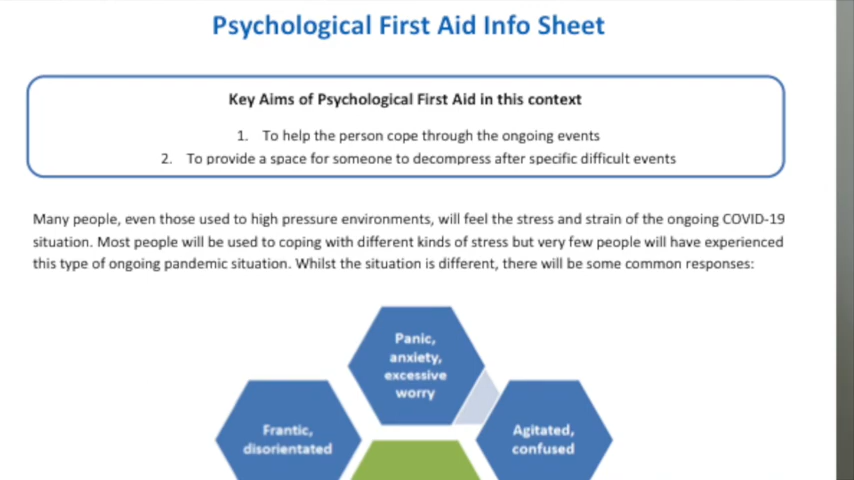 Psychological First Aid Info Sheet
Key Aims of Psychological First Aid in this context
1. To help the person cope through the ongoing events
2. To provide a space for someone to decompress after specific difficult events
Many people, even those used to high pressure environments, will feel the stress and strain of the ongoing COVID-19
situation. Most people will be used to coping with different kinds of stress but very few people will have experienced
this type of ongoing pandemic situation. Whilst the situation is different, there will be some common responses:
Panic,
anxiety,
excessive
worry
Frantic,
disorientated
Agitated,
confused